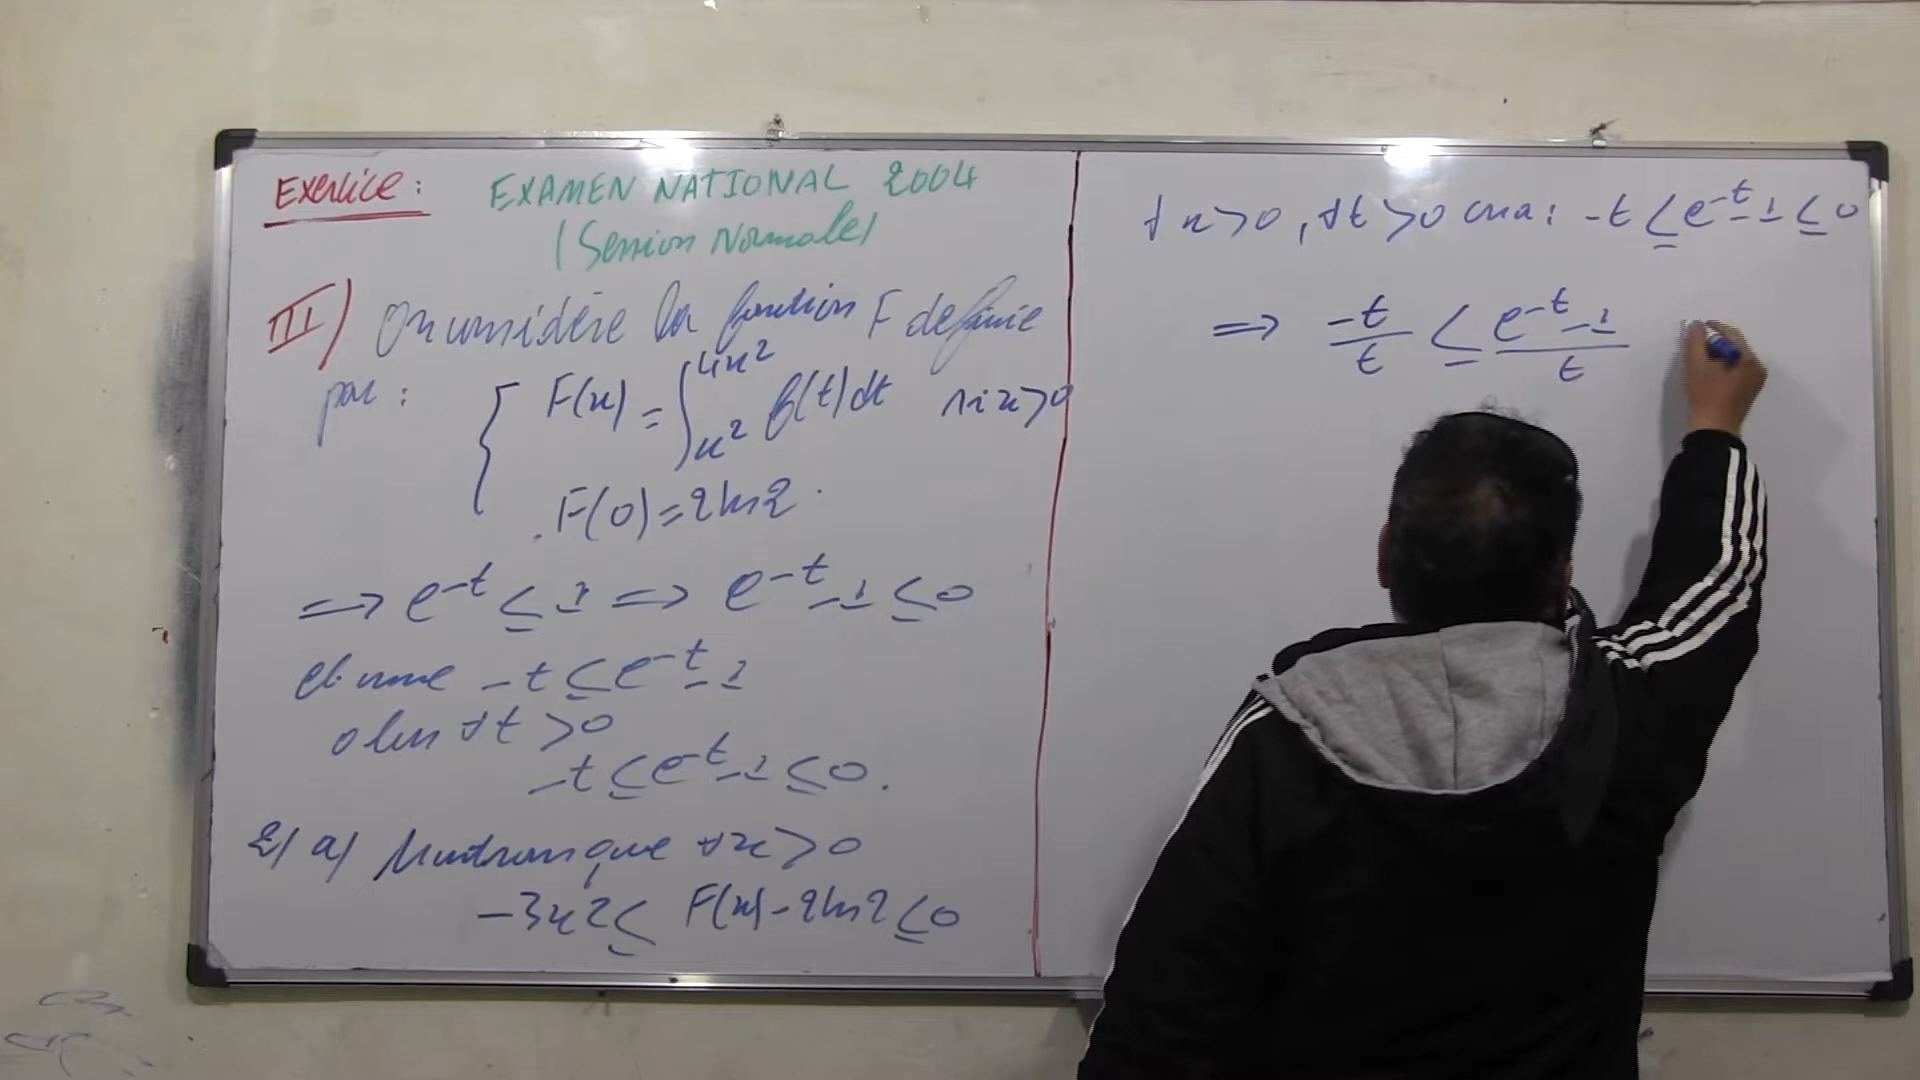 Exercice : EXAMEN NATIONAL 2004
(Session Normale)
III) On considère la fonction F définie
par : { F(x) = ∫_{x²}^{4x²} f(t)dt si x>0
F(0) = 2ln2.
⟹ e^{-t} ≤ 1 ⟹ e^{-t} - 1 ≤ 0
et comme -t ≤ e^{-t} - 1
alors ∀t >0
-t ≤ e^{-t} - 1 ≤ 0.
2/ a/ Montrons que ∀x>0
-3x² ≤ F(x) - 2ln2 ≤ 0
∀x>0, ∀t>0 on a : -t ≤ e^{-t} - 1 ≤ 0
⟹ -t/t ≤ (e^{-t} - 1)/t